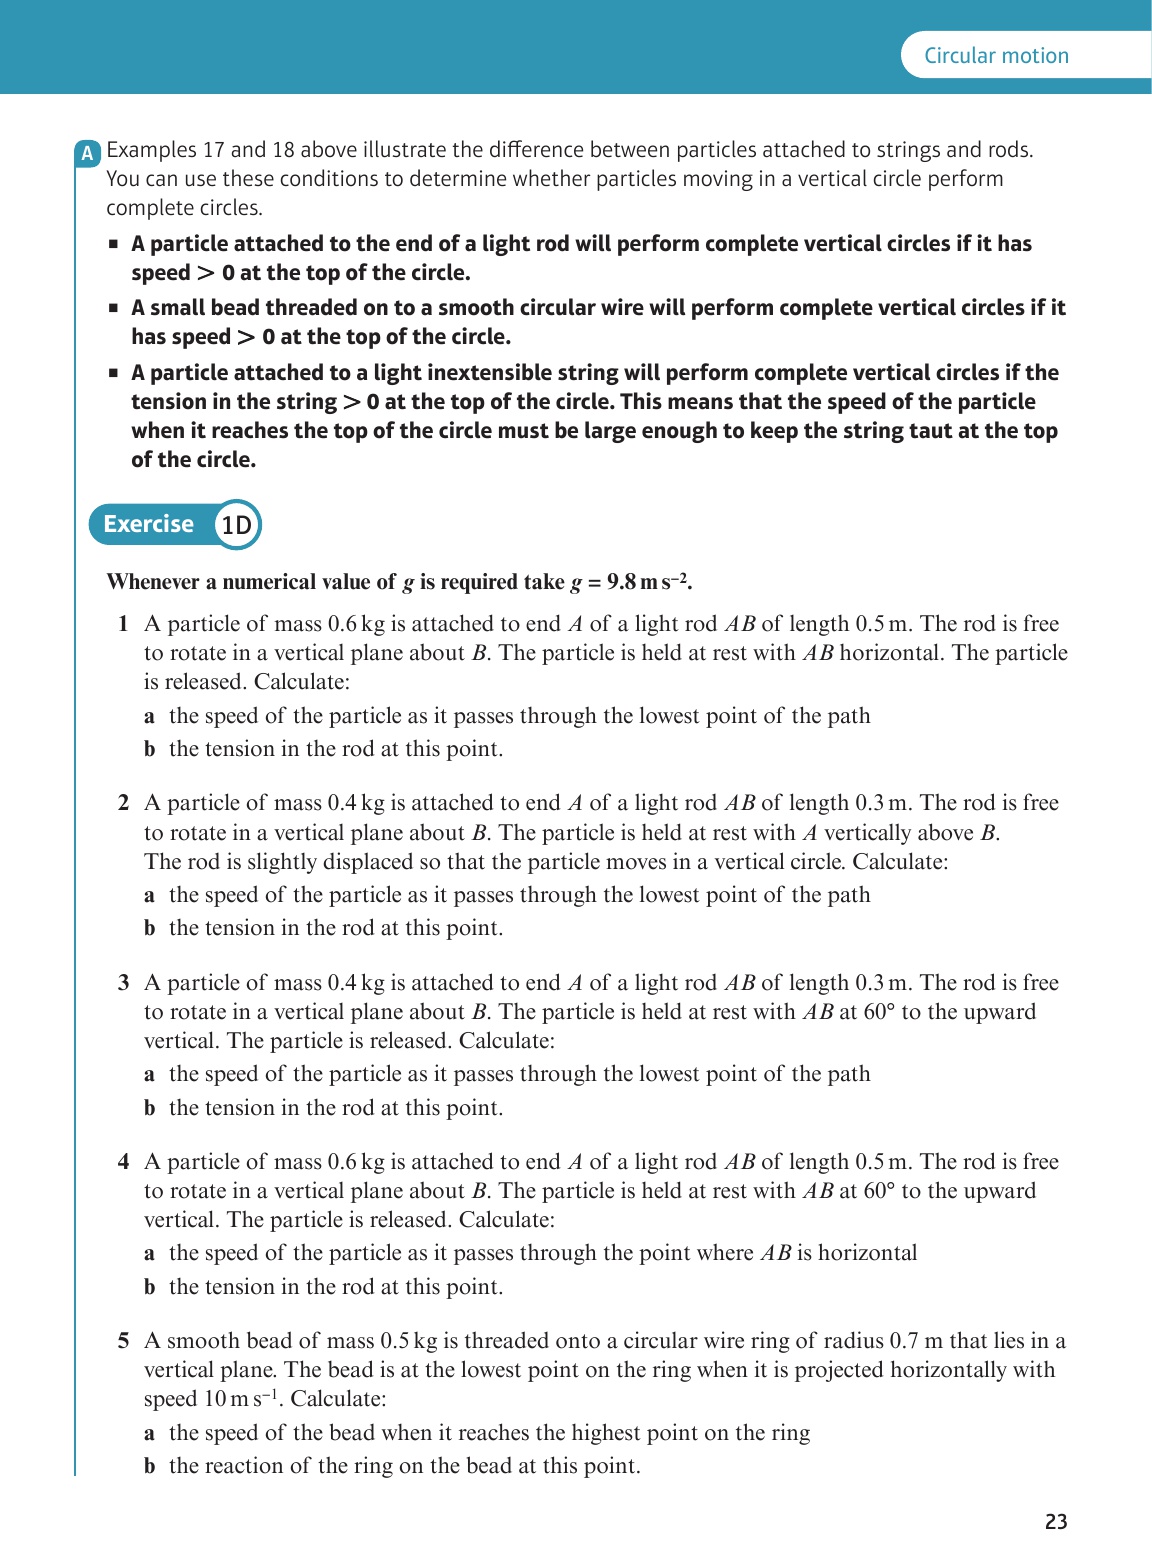 Circular motion
A Examples 17 and 18 above illustrate the difference between particles attached to strings and rods.
You can use these conditions to determine whether particles moving in a vertical circle perform
complete circles.
▪ A particle attached to the end of a light rod will perform complete vertical circles if it has
speed > 0 at the top of the circle.
▪ A small bead threaded on to a smooth circular wire will perform complete vertical circles if it
has speed > 0 at the top of the circle.
▪ A particle attached to a light inextensible string will perform complete vertical circles if the
tension in the string > 0 at the top of the circle. This means that the speed of the particle
when it reaches the top of the circle must be large enough to keep the string taut at the top
of the circle.
Exercise 1D
Whenever a numerical value of g is required take g = 9.8 m s⁻².
1 A particle of mass 0.6 kg is attached to end A of a light rod AB of length 0.5 m. The rod is free
to rotate in a vertical plane about B. The particle is held at rest with AB horizontal. The particle
is released. Calculate:
a the speed of the particle as it passes through the lowest point of the path
b the tension in the rod at this point.
2 A particle of mass 0.4 kg is attached to end A of a light rod AB of length 0.3 m. The rod is free
to rotate in a vertical plane about B. The particle is held at rest with A vertically above B.
The rod is slightly displaced so that the particle moves in a vertical circle. Calculate:
a the speed of the particle as it passes through the lowest point of the path
b the tension in the rod at this point.
3 A particle of mass 0.4 kg is attached to end A of a light rod AB of length 0.3 m. The rod is free
to rotate in a vertical plane about B. The particle is held at rest with AB at 60° to the upward
vertical. The particle is released. Calculate:
a the speed of the particle as it passes through the lowest point of the path
b the tension in the rod at this point.
4 A particle of mass 0.6 kg is attached to end A of a light rod AB of length 0.5 m. The rod is free
to rotate in a vertical plane about B. The particle is held at rest with AB at 60° to the upward
vertical. The particle is released. Calculate:
a the speed of the particle as it passes through the point where AB is horizontal
b the tension in the rod at this point.
5 A smooth bead of mass 0.5 kg is threaded onto a circular wire ring of radius 0.7 m that lies in a
vertical plane. The bead is at the lowest point on the ring when it is projected horizontally with
speed 10 m s⁻¹. Calculate:
a the speed of the bead when it reaches the highest point on the ring
b the reaction of the ring on the bead at this point.
23